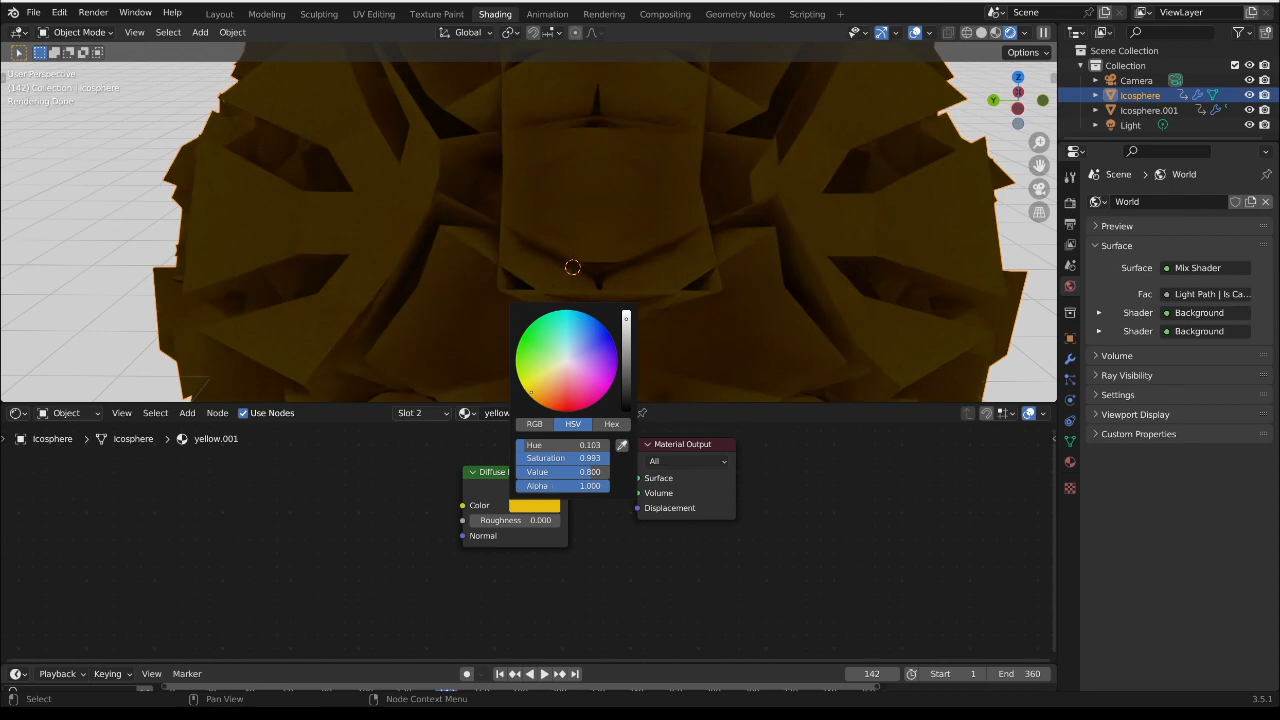 File Edit Render Window Help Layout Modeling Sculpting UV Editing Texture Paint Shading Animation Rendering Compositing Geometry Nodes Scripting + Scene ViewLayer
Object Mode View Select Add Object Global
Options
User Perspective
(142) Collection | Icosphere
Rendering Done
Z
Y
Scene Collection
Collection
Camera
Icosphere
Icosphere.001
Light
Scene > World
World
Preview
Surface
Surface Mix Shader
Fac Light Path | Is Ca...
Shader Background
Shader Background
Volume
Ray Visibility
Settings
Viewport Display
Custom Properties
RGB HSV Hex
Hue 0.103
Saturation 0.993
Value 0.800
Alpha 1.000
Object View Select Add Node Use Nodes Slot 2 yellow
Icosphere > Icosphere > yellow.001
Diffuse
Color
Roughness 0.000
Normal
Material Output
All
Surface
Volume
Displacement
Playback Keying View Marker 142 Start 1 End 360
Select Pan View Node Context Menu 3.5.1